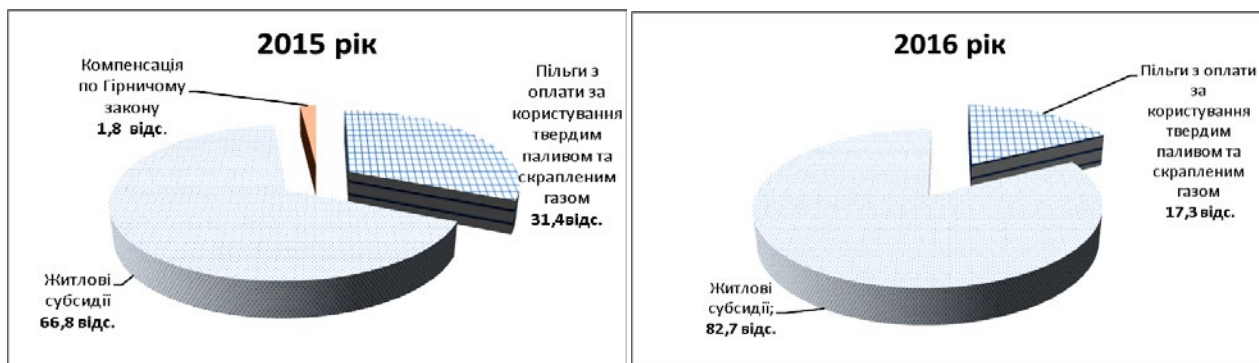 2015 рік
Компенсація
по Гірничому
закону
1,8 відс.
Пільги з
оплати за
користування
твердим
паливом та
скрапленим
газом
31,4відс.
Житлові
субсидії
66,8 відс.
2016 рік
Пільги з оплати
за
користування
твердим
паливом та
скрапленим
газом
17,3 відс.
Житлові
субсидії;
82,7 відс.